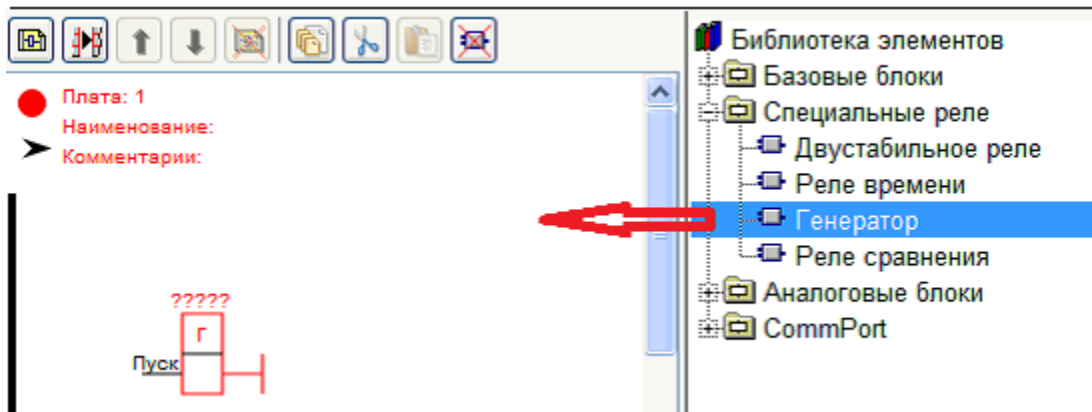 Плата: 1
Наименование:
Комментарии:
?????
Г
Пуск
Библиотека элементов
Базовые блоки
Специальные реле
Двустабильное реле
Реле времени
Генератор
Реле сравнения
Аналоговые блоки
CommPort